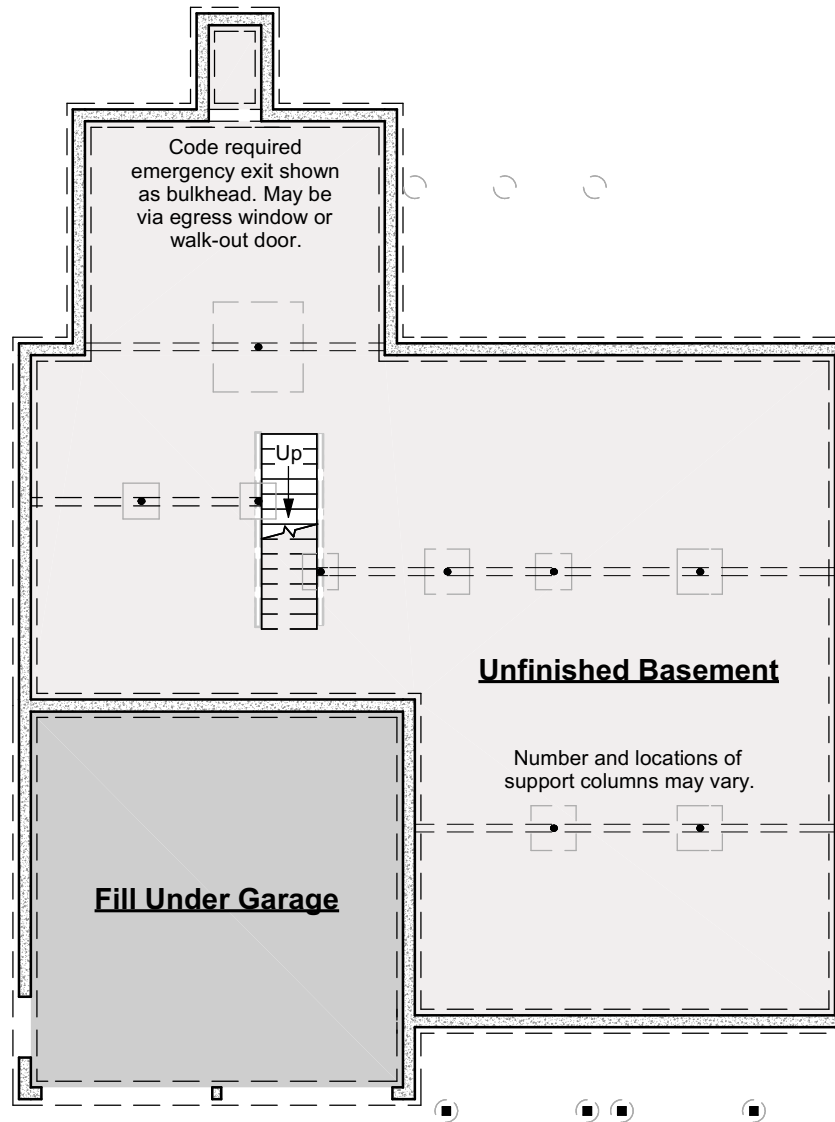 Code required
emergency exit shown
as bulkhead. May be
via egress window or
walk-out door.
Up
Unfinished Basement
Number and locations of
support columns may vary.
Fill Under Garage